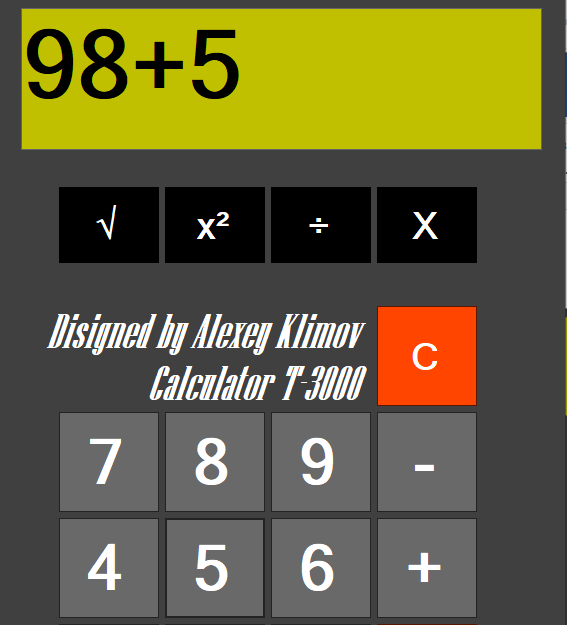 98+5
√ x² ÷ X
Disigned by Alexey Klimov
Calculator T-3000
C
7 8 9 -
4 5 6 +